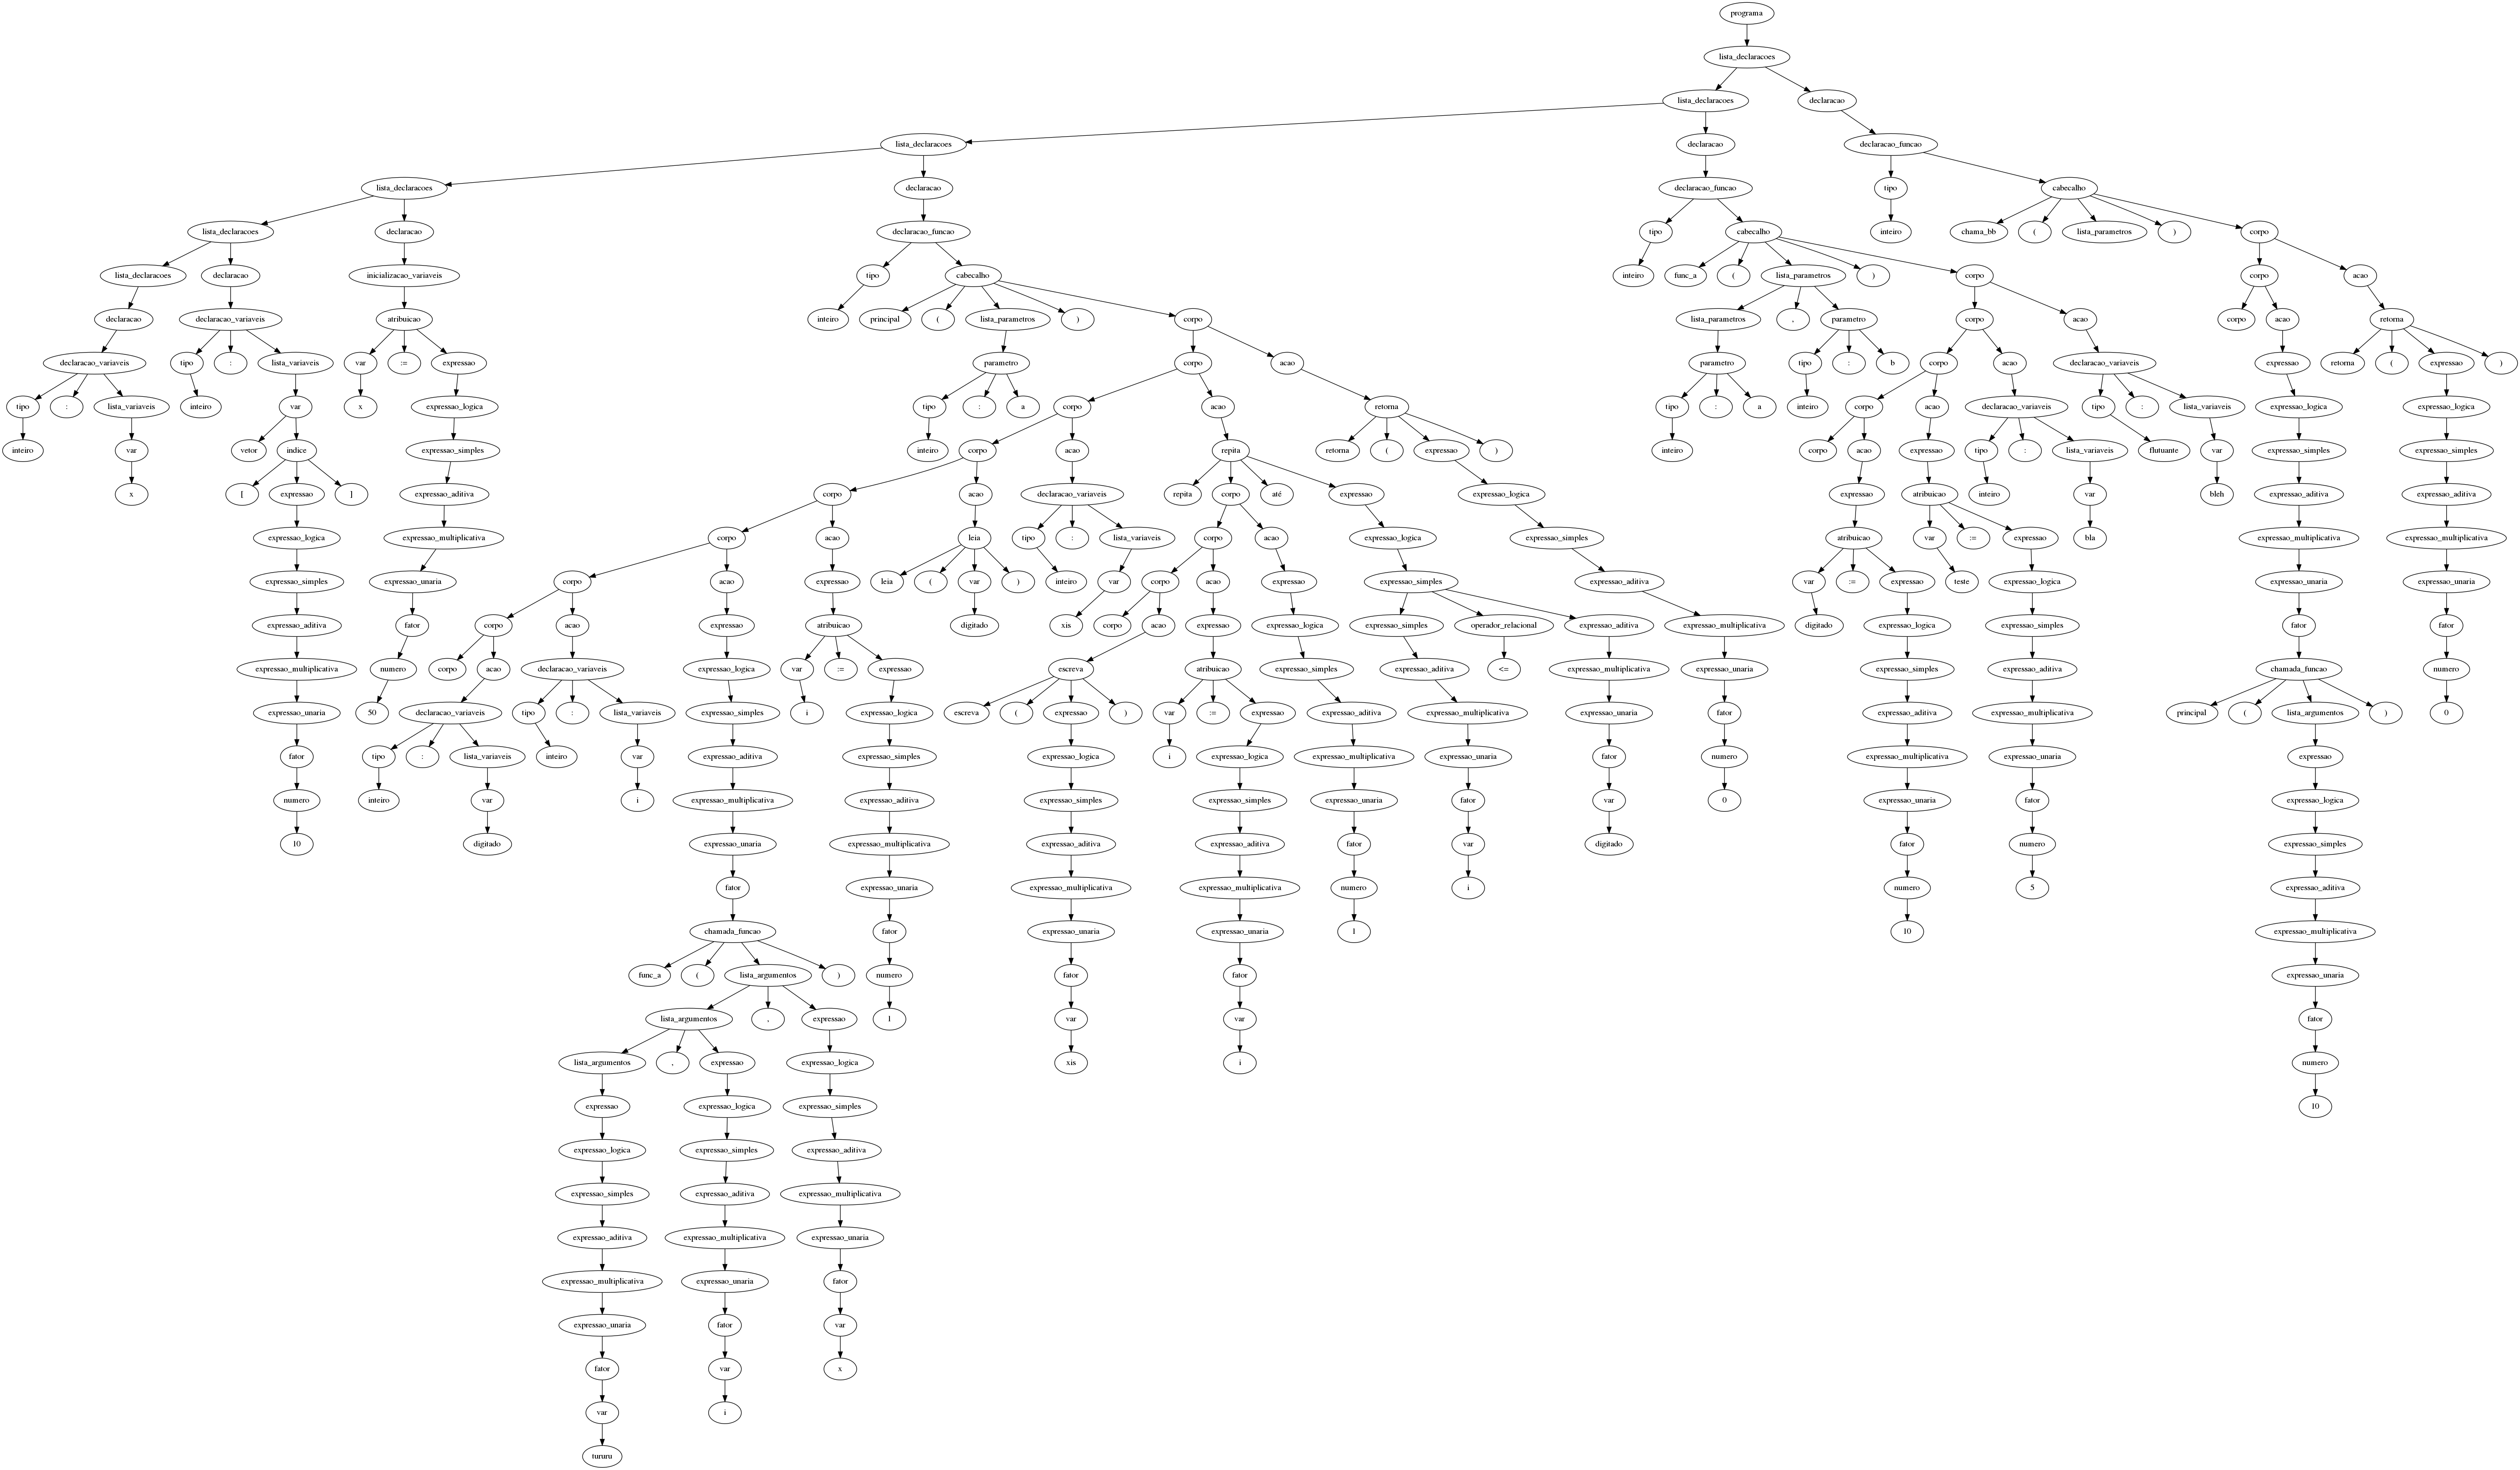 programa
lista_declaracoes
lista_declaracoes declaracao
lista_declaracoes declaracao declaracao_funcao
lista_declaracoes declaracao declaracao_funcao tipo cabecalho
lista_declaracoes declaracao declaracao_funcao tipo cabecalho inteiro chama_bb ( lista_parametros ) corpo
lista_declaracoes declaracao inicializacao_variaveis tipo cabecalho inteiro func_a ( lista_parametros ) corpo corpo acao
declaracao declaracao_variaveis atribuicao inteiro principal ( lista_parametros ) corpo lista_parametros , parametro corpo acao corpo acao retorna
declaracao_variaveis tipo : lista_variaveis var := expressao parametro corpo acao parametro tipo : b corpo acao declaracao_variaveis expressao retorna ( expressao )
tipo : lista_variaveis inteiro var x expressao_logica tipo : a corpo acao retorna tipo : a inteiro corpo acao declaracao_variaveis tipo : lista_variaveis expressao_logica expressao_logica
inteiro var vetor indice expressao_simples inteiro corpo acao repita retorna ( expressao ) inteiro corpo acao expressao tipo : lista_variaveis flutuante var expressao_simples expressao_simples
x [ expressao ] expressao_aditiva corpo acao declaracao_variaveis repita corpo até expressao expressao_logica expressao atribuicao inteiro var bleh expressao_aditiva expressao_aditiva
expressao_logica expressao_multiplicativa corpo acao leia tipo : lista_variaveis corpo acao expressao_logica expressao_simples atribuicao var := expressao bla expressao_multiplicativa expressao_multiplicativa
expressao_simples expressao_unaria corpo acao expressao leia ( var ) inteiro var corpo acao expressao expressao_simples expressao_aditiva var := expressao teste expressao_logica expressao_unaria expressao_unaria
expressao_aditiva fator corpo acao expressao atribuicao digitado xis corpo acao expressao expressao_logica expressao_simples operador_relacional expressao_aditiva expressao_multiplicativa digitado expressao_logica expressao_simples fator fator
expressao_multiplicativa numero corpo acao declaracao_variaveis expressao_logica var := expressao escreva atribuicao expressao_simples expressao_aditiva <= expressao_multiplicativa expressao_unaria expressao_simples expressao_aditiva chamada_funcao numero
expressao_unaria 50 declaracao_variaveis tipo : lista_variaveis expressao_simples i expressao_logica escreva ( expressao ) var := expressao expressao_aditiva expressao_multiplicativa expressao_unaria fator expressao_aditiva expressao_multiplicativa principal ( lista_argumentos ) 0
fator tipo : lista_variaveis inteiro var expressao_aditiva expressao_simples expressao_logica i expressao_logica expressao_multiplicativa expressao_unaria fator numero expressao_multiplicativa expressao_unaria expressao
numero inteiro var i expressao_multiplicativa expressao_aditiva expressao_simples expressao_simples expressao_unaria fator var 0 expressao_unaria fator expressao_logica
10 digitado expressao_unaria expressao_multiplicativa expressao_aditiva expressao_aditiva fator var digitado fator numero expressao_simples
fator expressao_unaria expressao_multiplicativa expressao_multiplicativa numero i numero 5 expressao_aditiva
chamada_funcao fator expressao_unaria expressao_unaria 1 10 expressao_multiplicativa
func_a ( lista_argumentos ) numero fator fator expressao_unaria
lista_argumentos , expressao 1 var var fator
lista_argumentos , expressao expressao_logica xis i numero
expressao expressao_logica expressao_simples 10
expressao_logica expressao_simples expressao_aditiva
expressao_simples expressao_aditiva expressao_multiplicativa
expressao_aditiva expressao_multiplicativa expressao_unaria
expressao_multiplicativa expressao_unaria fator
expressao_unaria fator var
fator var x
var i
tururu